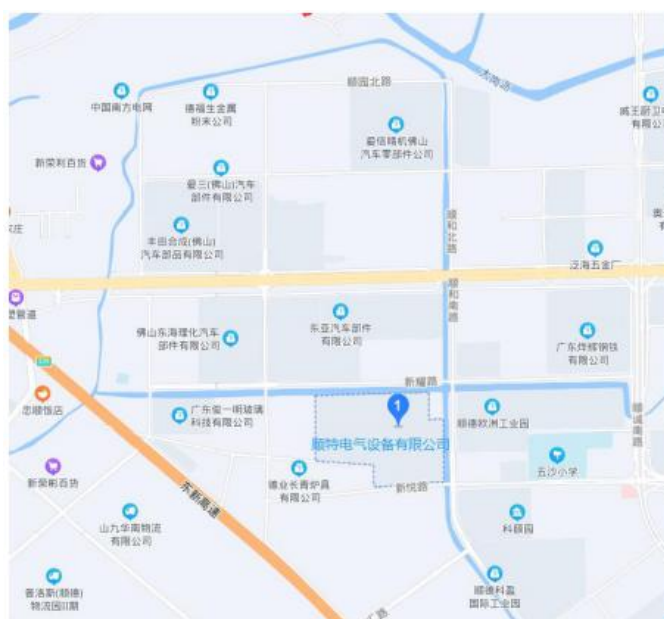 大南沥
顺园北路
中国南方电网
德福生金属
粉末公司
威王厨卫电
有限公
爱信精机佛山
汽车零部件公司
新荣利百货
爱三(佛山)汽车
部件有限公司
顺和北路
丰田合成(佛山)
汽车部品有限公司
泛海五金厂
顺和南路
东亚汽车部件
有限公司
佛山东海理化汽车
部件有限公司
广东烨辉钢铁
有限公司
新耀路
忠顺饭店
广东俊一明玻璃
科技有限公司
1
顺德欧洲工业园
顺诚南路
顺特电气设备有限公司
五沙小学
新荣耐百货
德业长青炉具
有限公司
新悦路
东新高速
山九华南物流
有限公司
科顺园
普洛斯(顺德)
物流园II期
顺德科盈
国际工业园